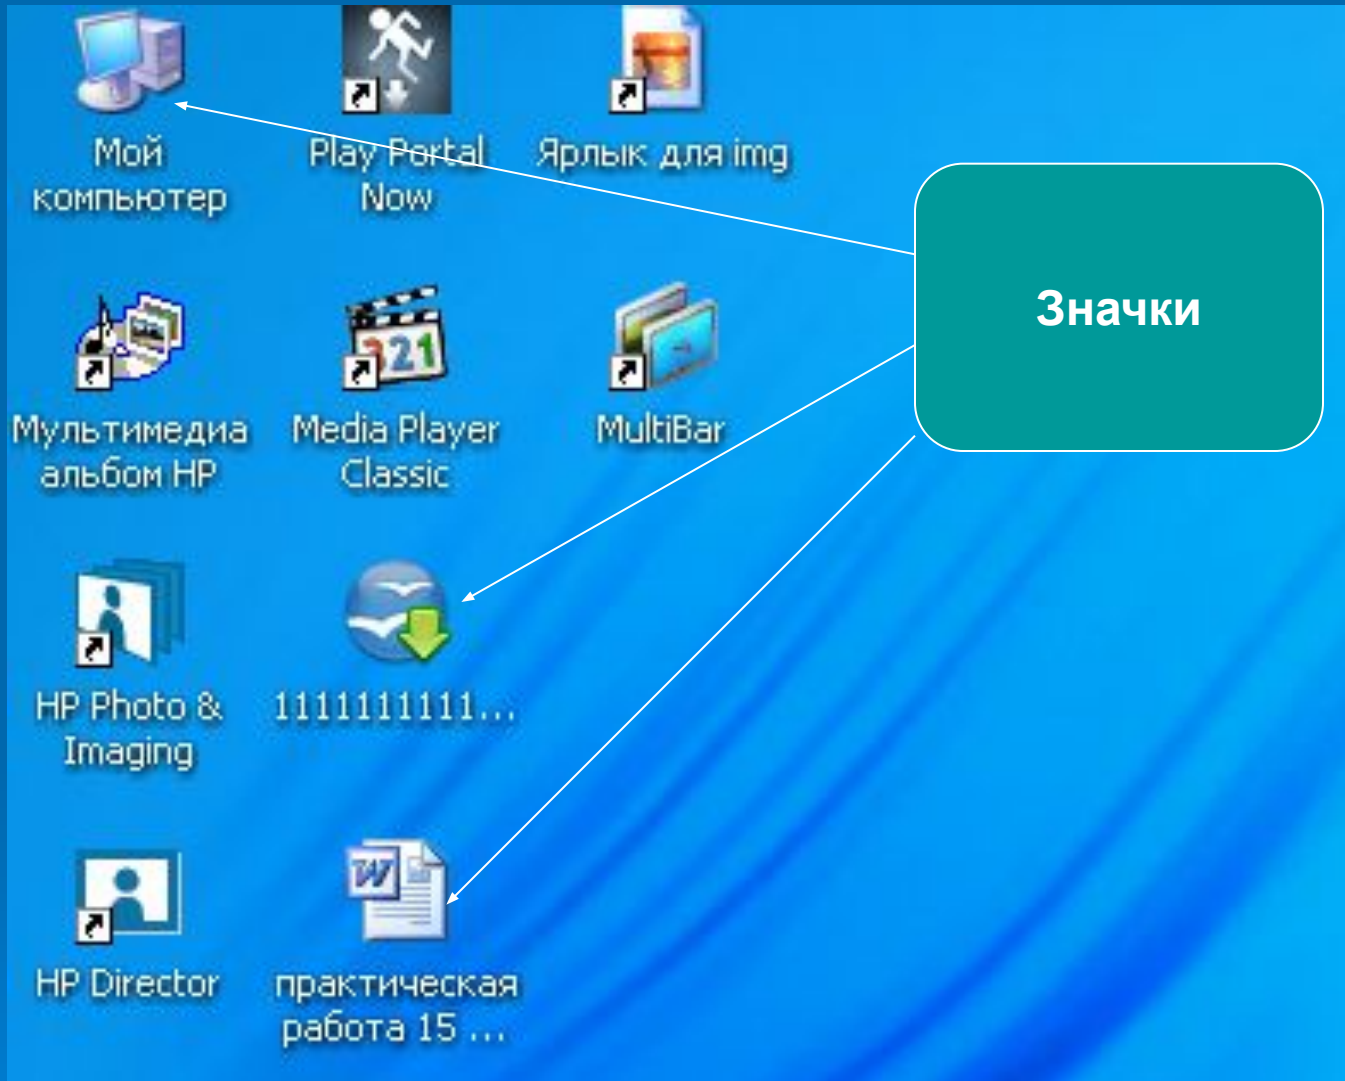 Мой
компьютер
Play Portal
Now
Ярлык для img
Значки
Мультимедиа
альбом HP
321
Media Player
Classic
MultiBar
HP Photo &
Imaging
1111111111...
HP Director
W
практическая
работа 15 ...